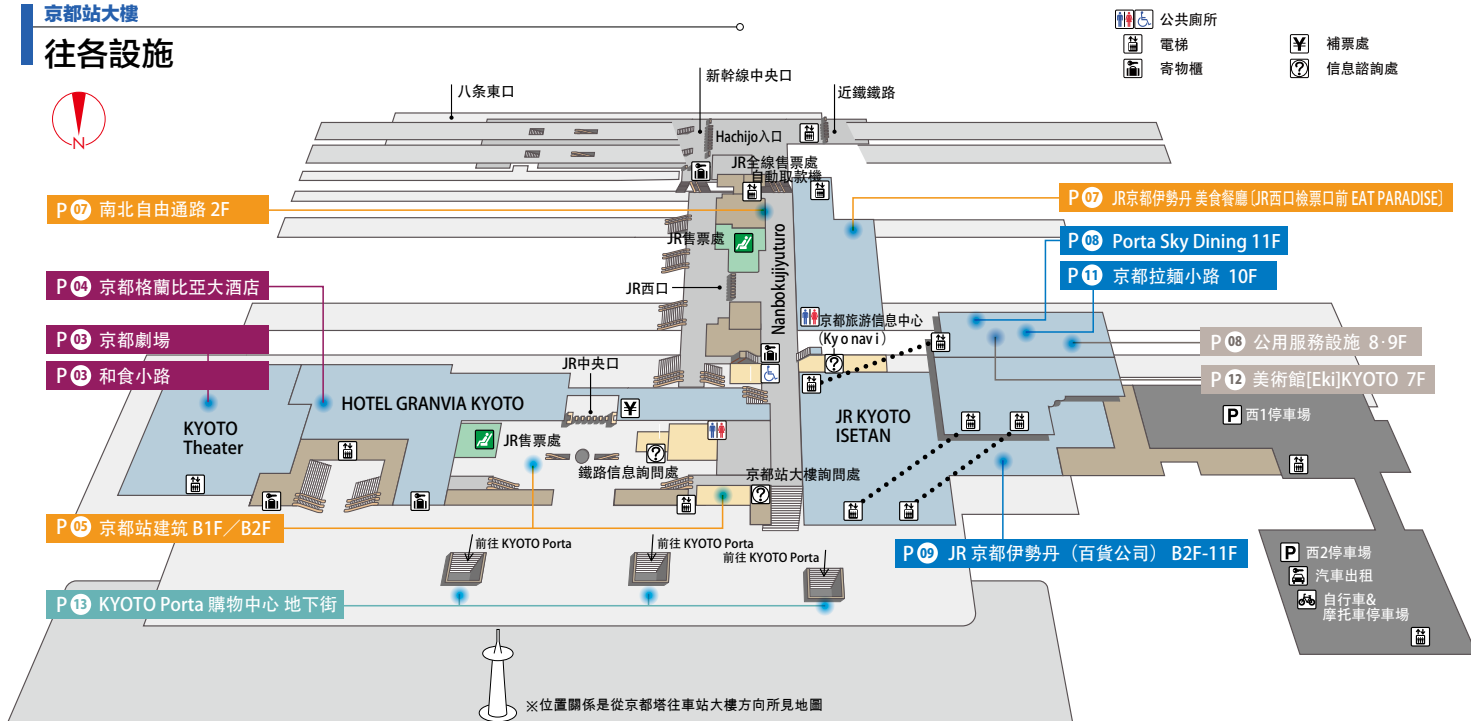 京都站大樓
往各設施
公共廁所
電梯
補票處
寄物櫃
信息諮詢處
N
八条東口
新幹線中央口
近鐵鐵路
Hachijo入口
JR全線售票處
自動取款機
P 07 南北自由通路 2F
P 07 JR京都伊勢丹 美食餐廳〔JR西口檢票口前 EAT PARADISE〕
JR售票處
Nanbokujiyuturo
P 08 Porta Sky Dining 11F
P 11 京都拉麺小路 10F
P 04 京都格蘭比亞大酒店
JR西口
京都旅游信息中心
(Ky o nav i )
P 03 京都劇場
P 08 公用服務設施 8·9F
P 03 和食小路
JR中央口
P 12 美術館[Eki]KYOTO 7F
HOTEL GRANVIA KYOTO
KYOTO
Theater
JR KYOTO
ISETAN
P 西1停車場
JR售票處
鐵路信息詢問處
京都站大樓詢問處
P 05 京都站建筑 B1F／B2F
前往 KYOTO Porta
前往 KYOTO Porta
前往 KYOTO Porta
P 09 JR 京都伊勢丹（百貨公司） B2F-11F
P 西2停車場
汽車出租
自行車&
摩托車停車場
P 13 KYOTO Porta 購物中心 地下街
※位置關係是從京都塔往車站大樓方向所見地圖